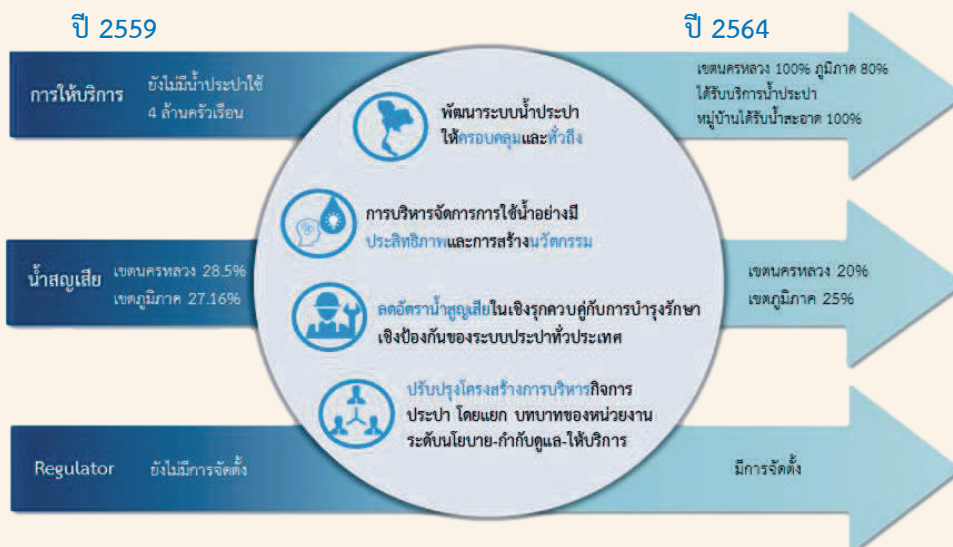 ปี 2559
ปี 2564
การให้บริการ
ยังไม่มีน้ำประปาใช้
4 ล้านครัวเรือน
พัฒนาระบบน้ำประปา
ให้ครอบคลุมและทั่วถึง
เขตนครหลวง 100% ภูมิภาค 80%
ได้รับบริการน้ำประปา
หมู่บ้านได้รับน้ำสะอาด 100%
การบริหารจัดการการใช้น้ำอย่างมี
ประสิทธิภาพและการสร้างนวัตกรรม
น้ำสูญเสีย
เขตนครหลวง 28.5%
เขตภูมิภาค 27.16%
ลดอัตราน้ำสูญเสียในเชิงรุกควบคู่กับการบำรุงรักษา
เชิงป้องกันของระบบประปาทั่วประเทศ
เขตนครหลวง 20%
เขตภูมิภาค 25%
ปรับปรุงโครงสร้างการบริหารกิจการ
ประปา โดยแยก บทบาทของหน่วยงาน
ระดับนโยบาย-กำกับดูแล-ให้บริการ
Regulator
ยังไม่มีการจัดตั้ง
มีการจัดตั้ง